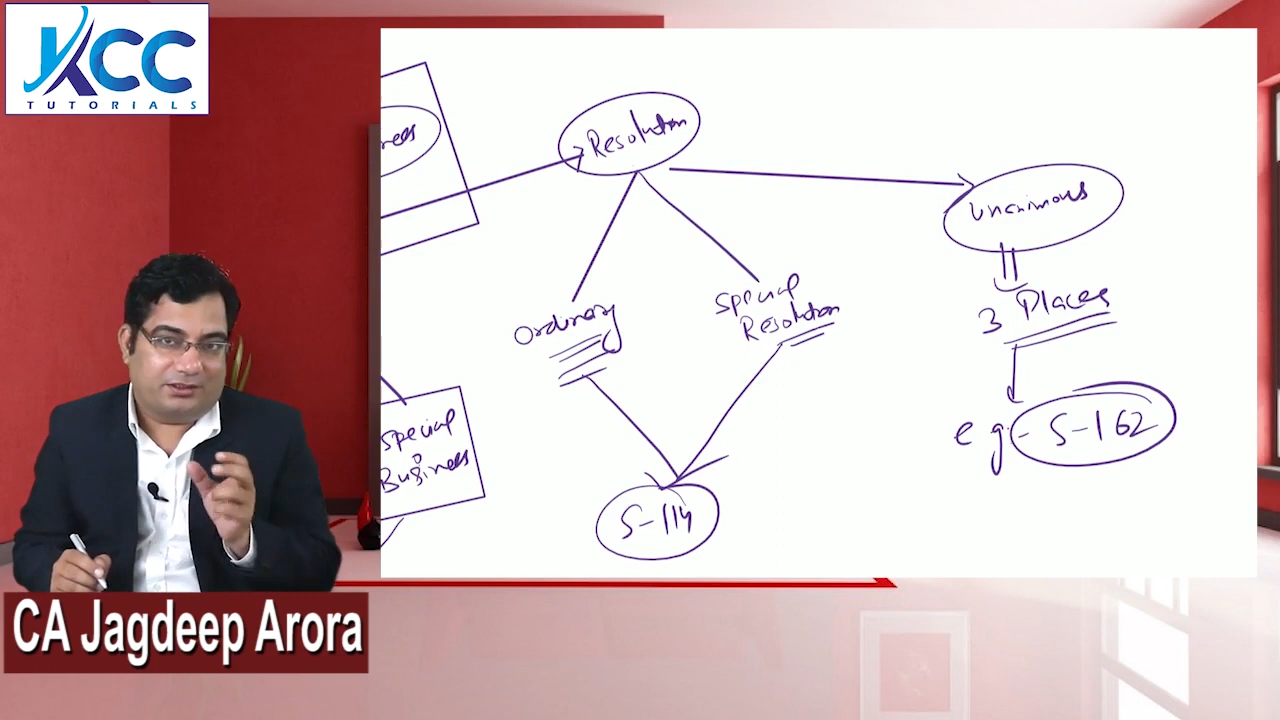 KCC
TUTORIALS
Resolution
Unanimous
Ordinary
Special
Resolution
3 Places
e.g:- S-162
Special
Business
S-114
CA Jagdeep Arora